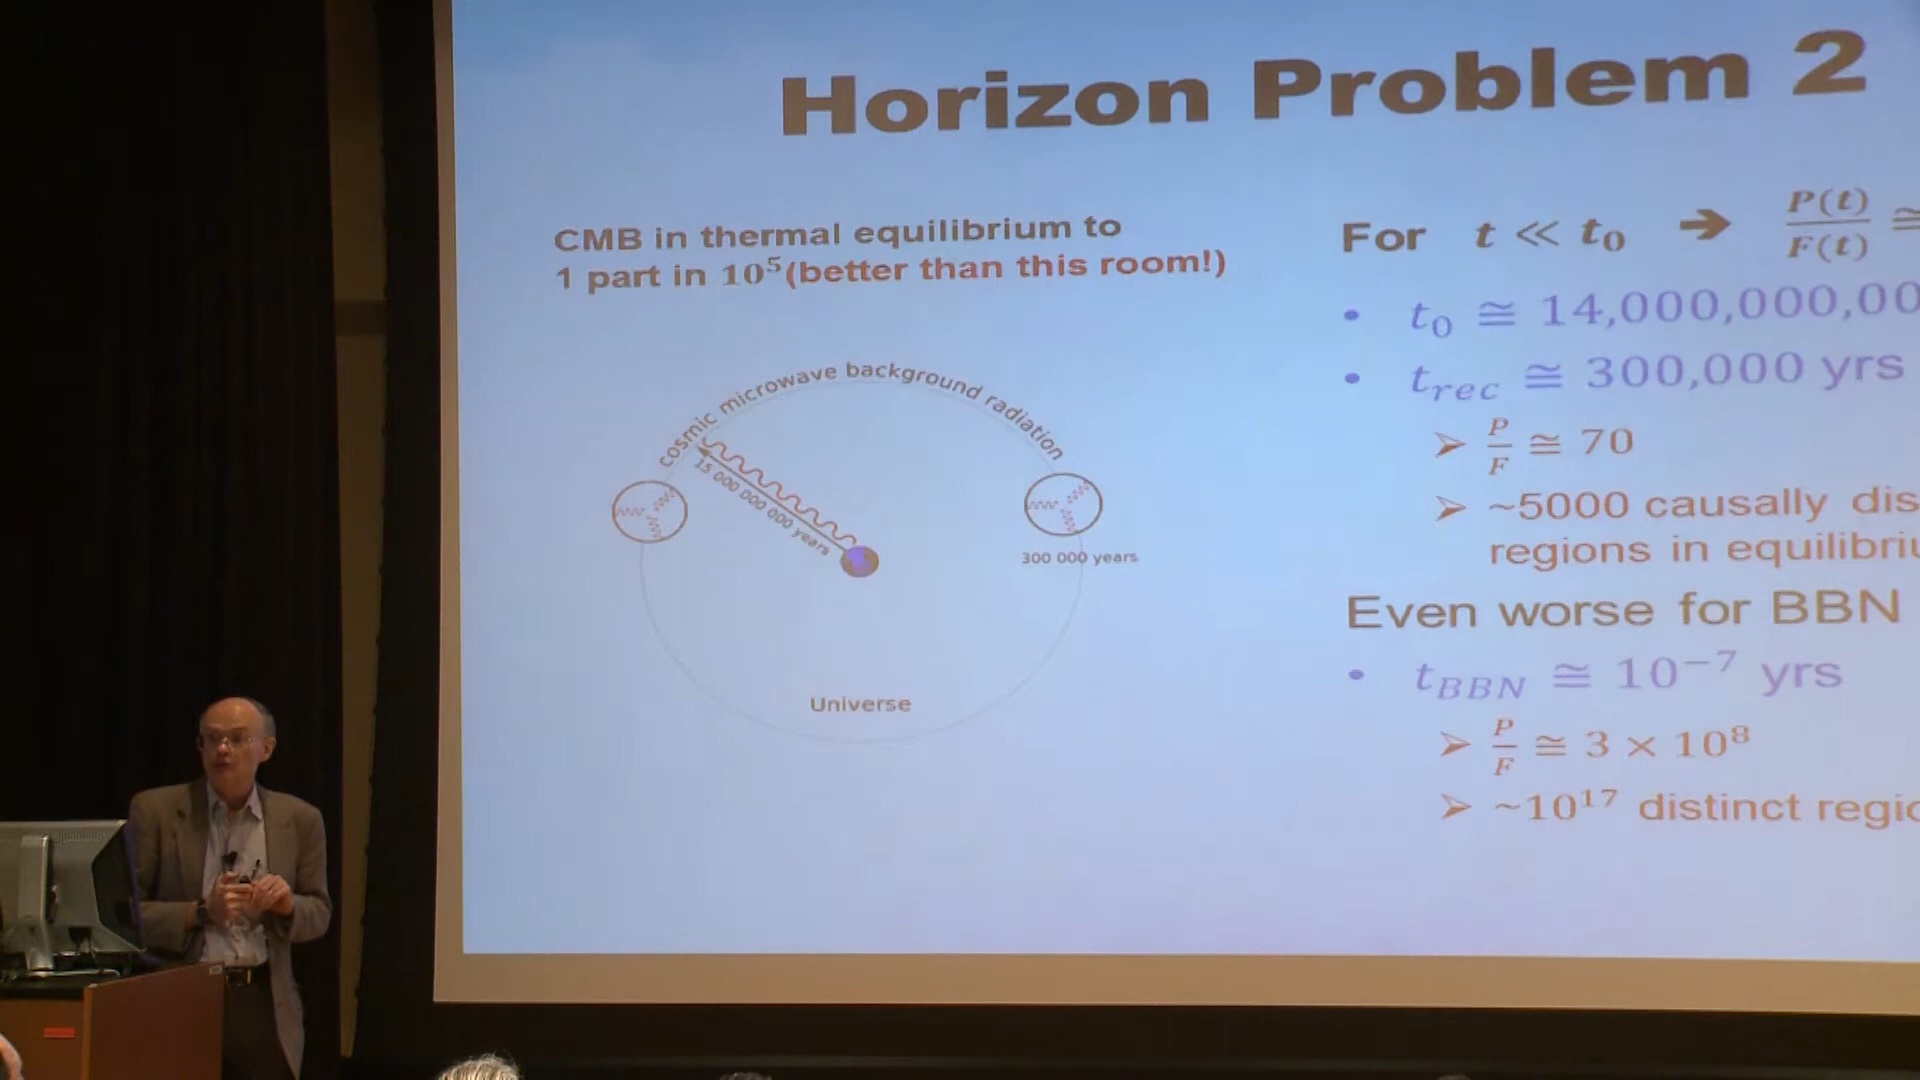 Horizon Problem 2
CMB in thermal equilibrium to
1 part in 10⁵(better than this room!)
cosmic microwave background radiation
15 000 000 000 years
300 000 years
Universe
For t ≪ t₀ ➔ P(t)/F(t) ≅
• t₀ ≅ 14,000,000,00
• t_rec ≅ 300,000 yrs
➢ P/F ≅ 70
➢ ~5000 causally dis
regions in equilibriu
Even worse for BBN
• t_BBN ≅ 10⁻⁷ yrs
➢ P/F ≅ 3 × 10⁸
➢ ~10¹⁷ distinct regio